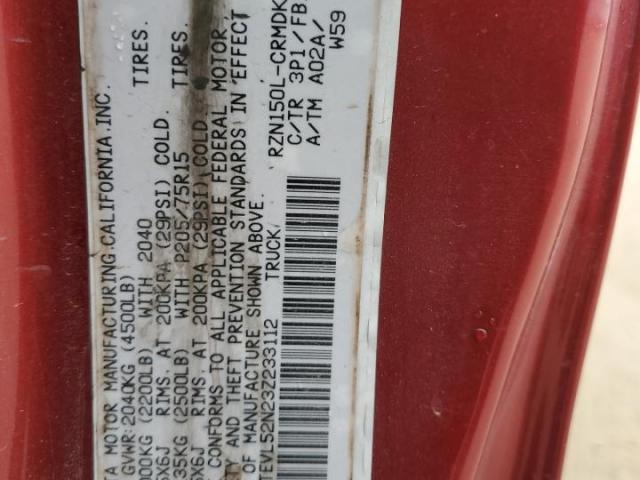 TA MOTOR MANUFACTURING CALIFORNIA, INC.
GVWR: 2040KG (4500LB)
000KG (2200LB) WITH 2040 TIRES.
5X6J RIMS. AT 200KPA (29PSI) COLD.
35KG (2500LB) WITH P205/75R15 TIRES.
5X6J RIMS. AT 200KPA (29PSI) COLD.
CONFORMS TO ALL APPLICABLE FEDERAL MOTOR
TY AND THEFT PREVENTION STANDARDS IN EFFECT
OF MANUFACTURE SHOWN ABOVE.
TEVL52N23Z233112 TRUCK
RZN150L-CRMDK
C/TR 3P1/FB
A/TM A02A/
W59